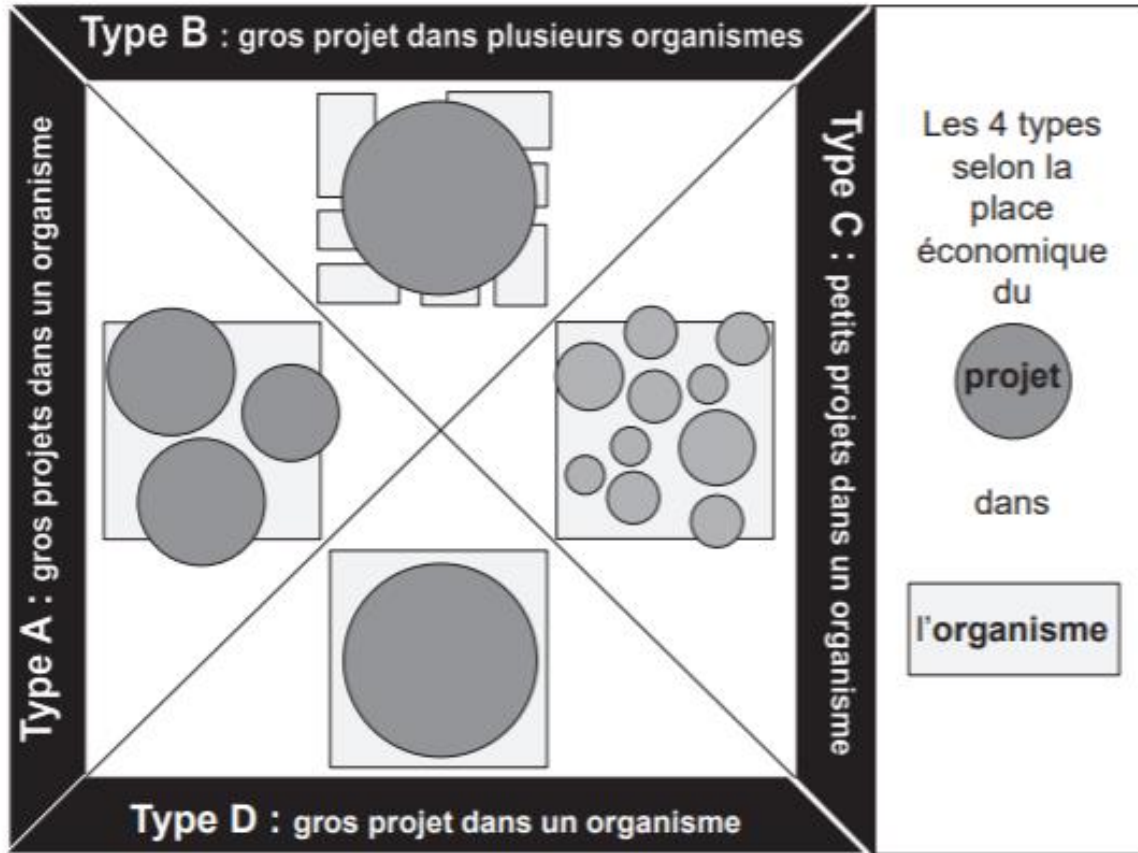 Type B : gros projet dans plusieurs organismes
Type A : gros projets dans un organisme
Type C : petits projets dans un organisme
Type D : gros projet dans un organisme
Les 4 types
selon la
place
économique
du
projet
dans
l'organisme